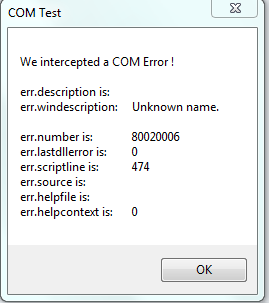 COM Test
We intercepted a COM Error !
err.description is:
err.windescription: Unknown name.
err.number is: 80020006
err.lastdllerror is: 0
err.scriptline is: 474
err.source is:
err.helpfile is:
err.helpcontext is: 0
OK